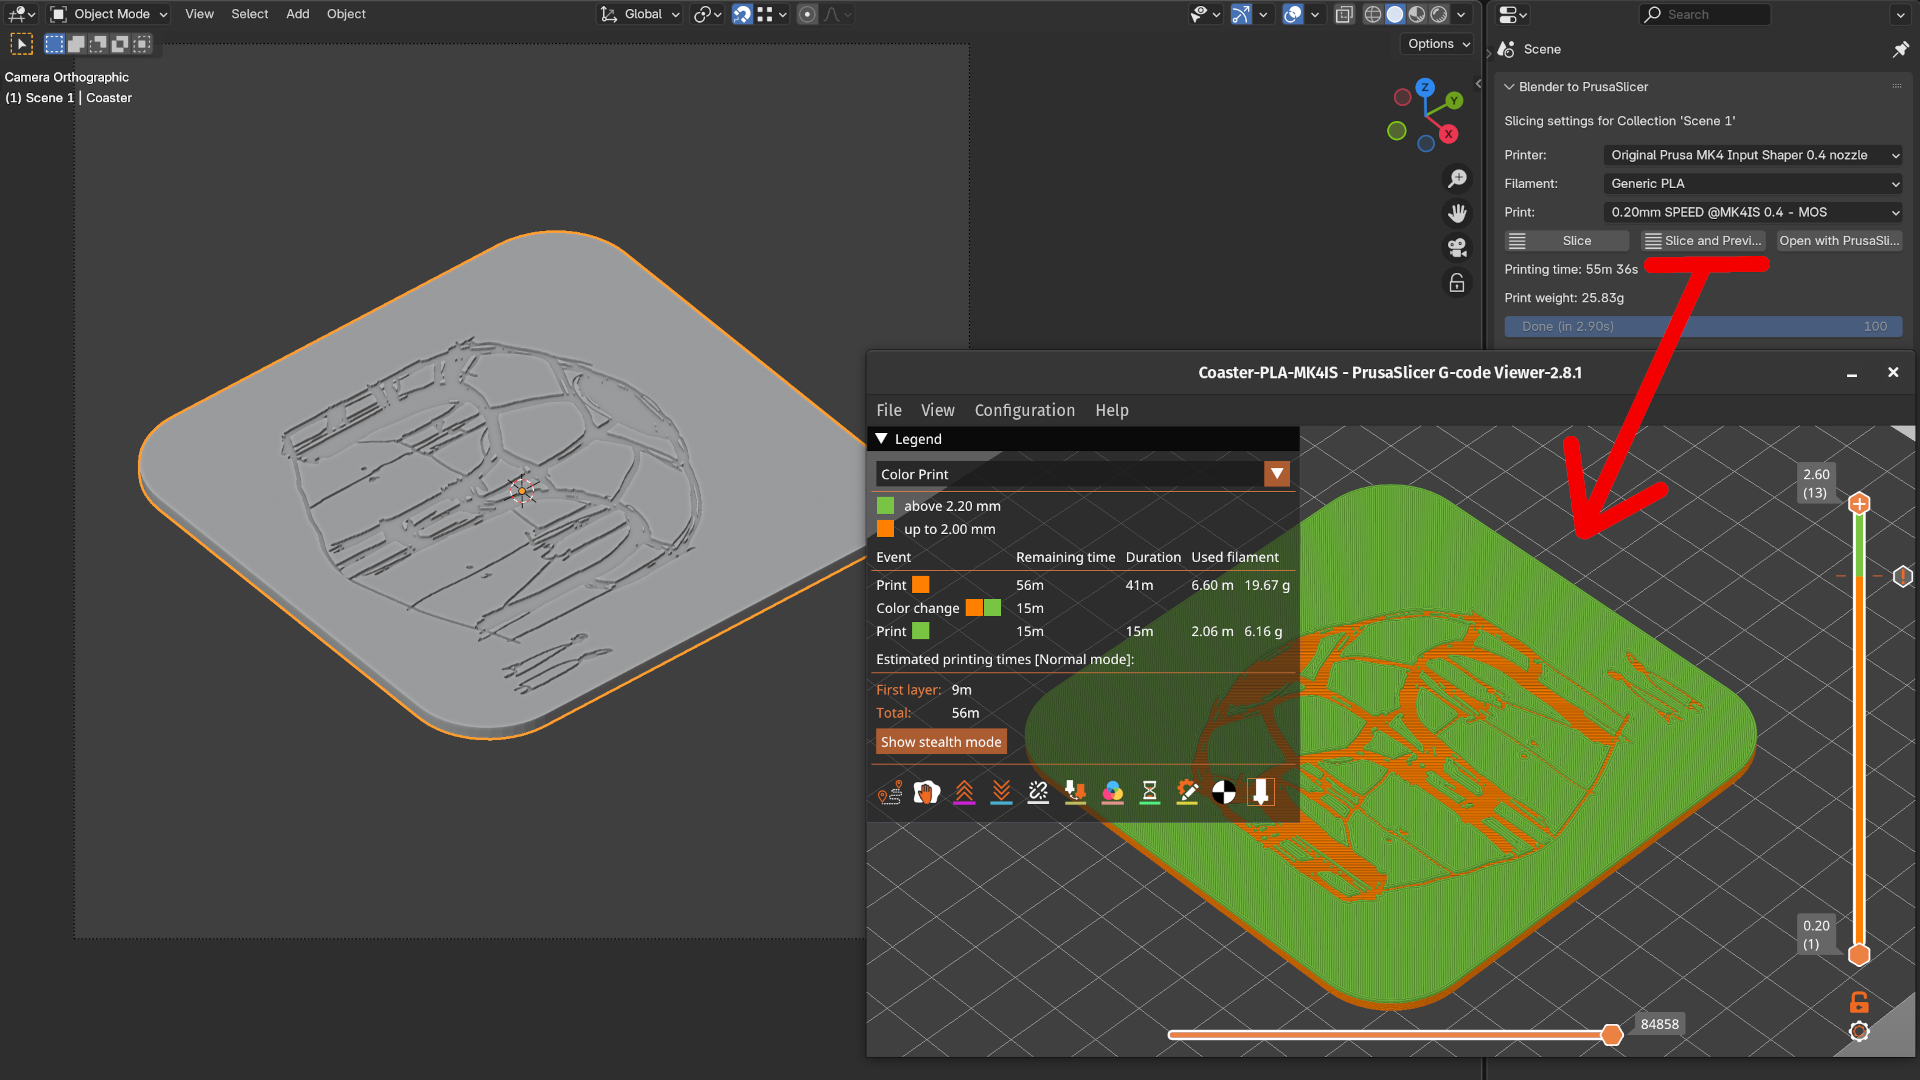 Object Mode
View
Select
Add
Object
Global
Search
Options
Scene
Camera Orthographic
(1) Scene 1 | Coaster
Z
Y
X
Blender to PrusaSlicer
Slicing settings for Collection 'Scene 1'
Printer: Original Prusa MK4 Input Shaper 0.4 nozzle
Filament: Generic PLA
Print: 0.20mm SPEED @MK4IS 0.4 - MOS
Slice
Slice and Previ...
Open with PrusaSli...
Printing time: 55m 36s
Print weight: 25.83g
Done (in 2.90s) 100
Coaster-PLA-MK4IS - PrusaSlicer G-code Viewer-2.8.1
File View Configuration Help
Legend
Color Print
above 2.20 mm
up to 2.00 mm
Event Remaining time Duration Used filament
Print 56m 41m 6.60 m 19.67 g
Color change 15m
Print 15m 15m 2.06 m 6.16 g
Estimated printing times [Normal mode]:
First layer: 9m
Total: 56m
Show stealth mode
2.60
(13)
0.20
(1)
84858